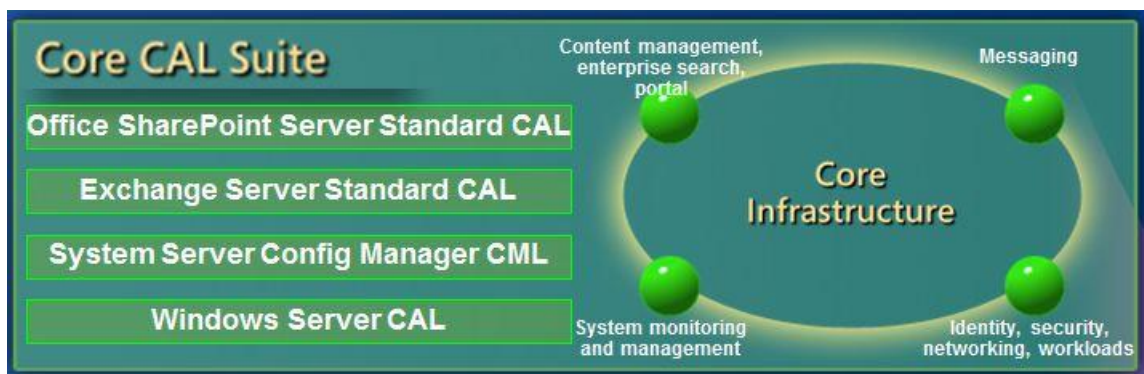 Core CAL Suite
Office SharePoint Server Standard CAL
Exchange Server Standard CAL
System Server Config Manager CML
Windows Server CAL
Content management,
enterprise search,
portal
Messaging
Core
Infrastructure
System monitoring
and management
Identity, security,
networking, workloads